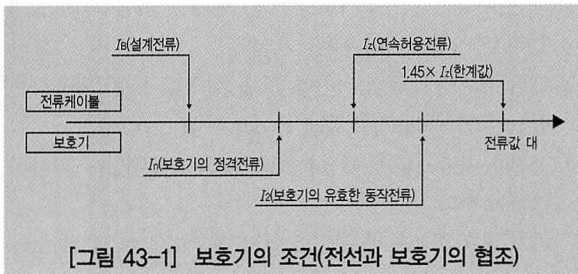 IB(설계전류)
Iz(연속허용전류)
1.45× Iz(한계값)
전류케이블
보호기
전류값 대
In(보호기의 정격전류)
I2(보호기의 유효한 동작전류)
[그림 43-1] 보호기의 조건(전선과 보호기의 협조)